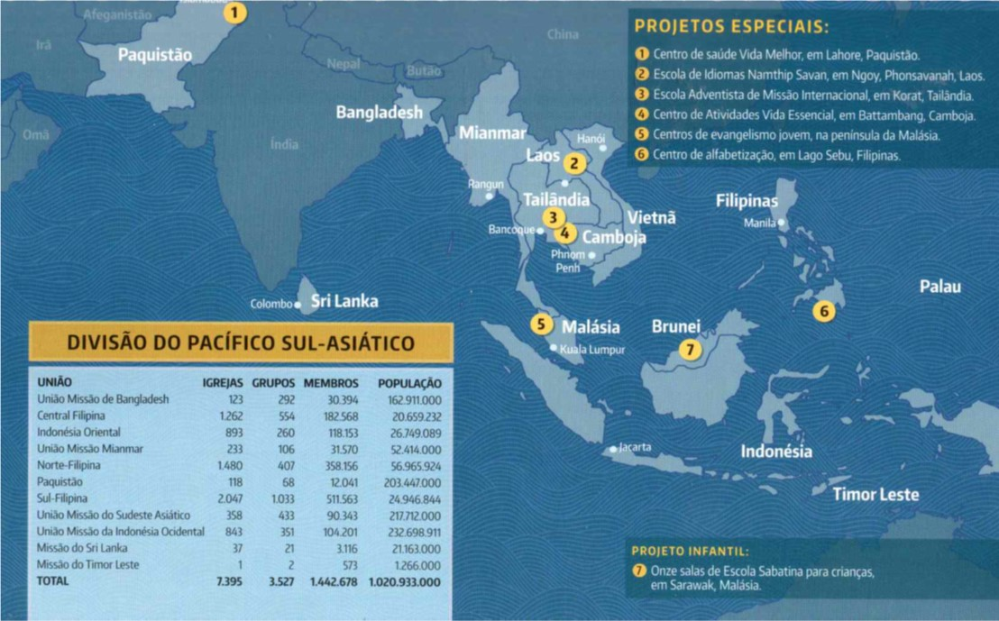 Afeganistão
1
Irã
Paquistão
China
Nepal
Butão
Omã
Bangladesh
Índia
Mianmar
Hanói
Laos
2
Rangun
Tailândia
3
4
Bancoque
Vietnã
Camboja
Phnom
Penh
Filipinas
Manila
Palau
6
Colombo
Sri Lanka
5
Malásia
Kuala Lumpur
Brunei
7
Jacarta
Indonésia
Timor Leste
PROJETOS ESPECIAIS:
1 Centro de saúde Vida Melhor, em Lahore, Paquistão.
2 Escola de Idiomas Namthip Savan, em Ngoy, Phonsavanah, Laos.
3 Escola Adventista de Missão Internacional, em Korat, Tailândia.
4 Centro de Atividades Vida Essencial, em Battambang, Camboja.
5 Centros de evangelismo jovem, na península da Malásia.
6 Centro de alfabetização, em Lago Sebu, Filipinas.
DIVISÃO DO PACÍFICO SUL-ASIÁTICO
UNIÃO IGREJAS GRUPOS MEMBROS POPULAÇÃO
União Missão de Bangladesh 123 292 30.394 162.911.000
Central Filipina 1.262 554 182.568 20.659.232
Indonésia Oriental 893 260 118.153 26.749.089
União Missão Mianmar 233 106 31.570 52.414.000
Norte-Filipina 1.480 407 358.156 56.965.924
Paquistão 118 68 12.041 203.447.000
Sul-Filipina 2.047 1.033 511.563 24.946.844
União Missão do Sudeste Asiático 358 433 90.343 217.712.000
União Missão da Indonésia Ocidental 843 351 104.201 232.698.911
Missão do Sri Lanka 37 21 3.116 21.163.000
Missão do Timor Leste 1 2 573 1.266.000
TOTAL 7.395 3.527 1.442.678 1.020.933.000
PROJETO INFANTIL:
7 Onze salas de Escola Sabatina para crianças,
em Sarawak, Malásia.